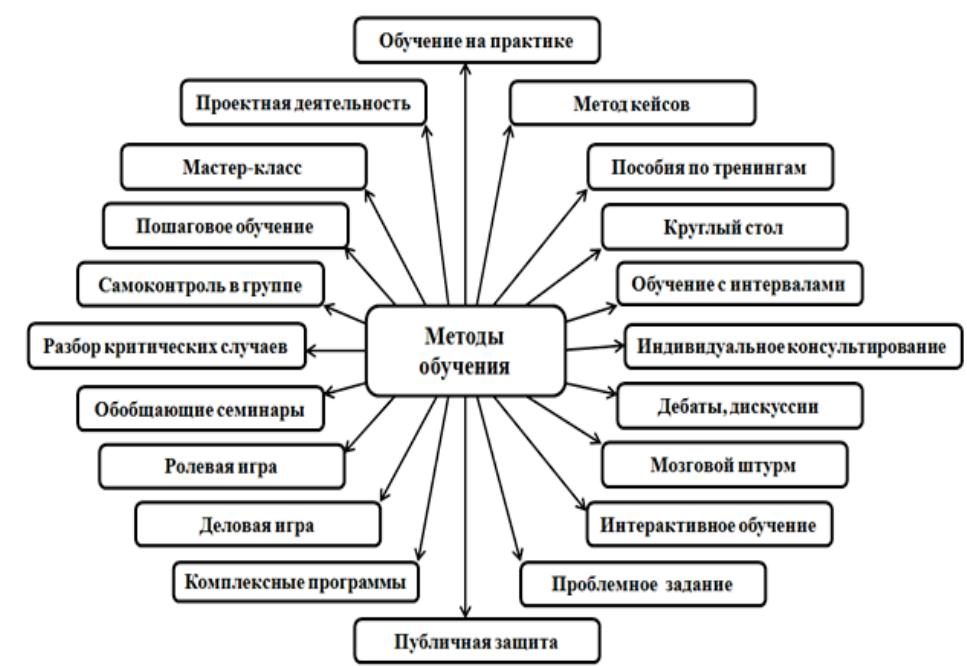 Обучение на практике
Проектная деятельность
Метод кейсов
Мастер-класс
Пособия по тренингам
Пошаговое обучение
Круглый стол
Самоконтроль в группе
Обучение с интервалами
Методы
обучения
Разбор критических случаев
Индивидуальное консультирование
Обобщающие семинары
Дебаты, дискуссии
Ролевая игра
Мозговой штурм
Деловая игра
Интерактивное обучение
Комплексные программы
Проблемное задание
Публичная защита